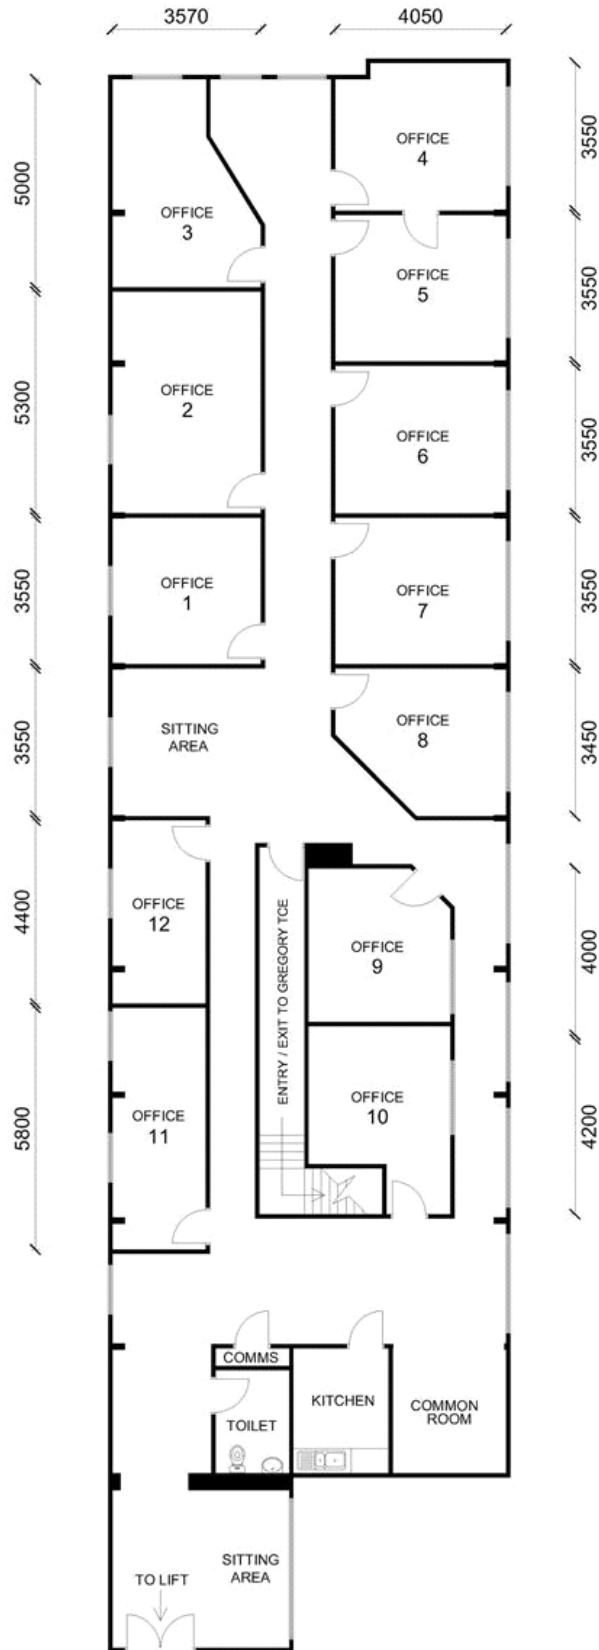 3570
4050
5000
5300
3550
3550
4400
5800
3550
3550
3550
3550
3450
4000
4200
OFFICE
4
OFFICE
3
OFFICE
5
OFFICE
2
OFFICE
6
OFFICE
1
OFFICE
7
SITTING
AREA
OFFICE
8
OFFICE
12
ENTRY / EXIT TO GREGORY TCE
OFFICE
9
OFFICE
11
OFFICE
10
COMMS
TOILET
KITCHEN
COMMON
ROOM
SITTING
AREA
TO LIFT